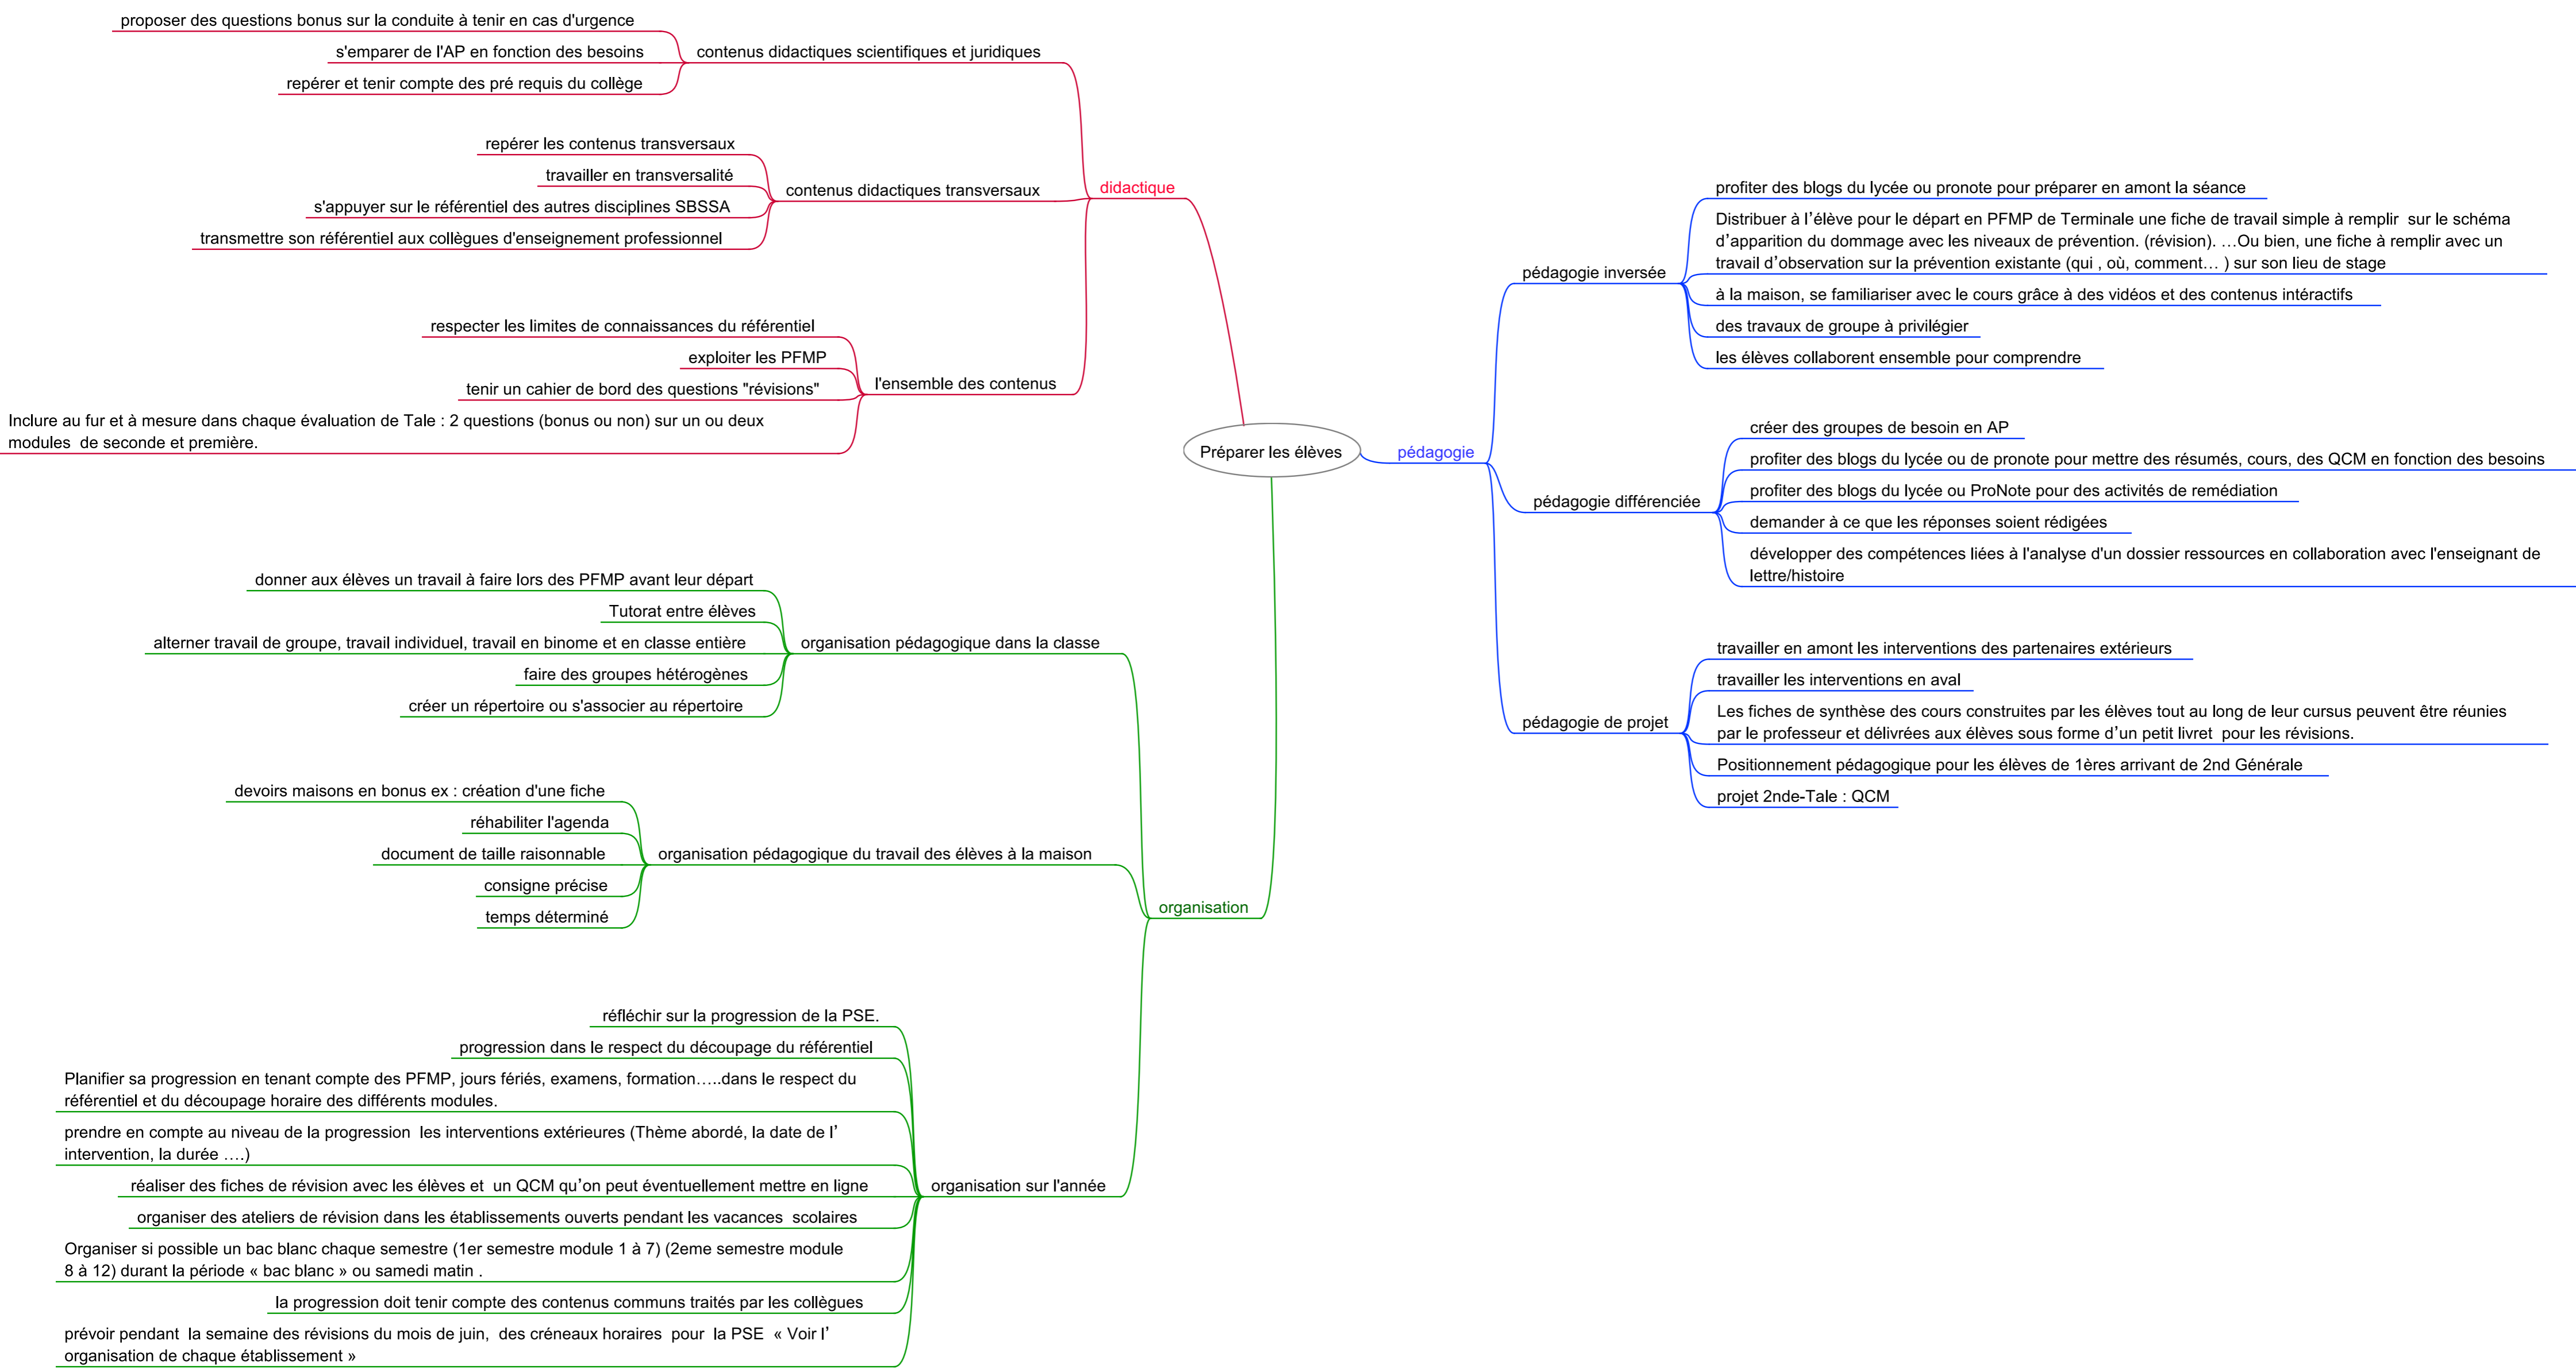 Préparer les élèves
didactique
contenus didactiques scientifiques et juridiques
proposer des questions bonus sur la conduite à tenir en cas d'urgence
s'emparer de l'AP en fonction des besoins
repérer et tenir compte des pré requis du collège
contenus didactiques transversaux
repérer les contenus transversaux
travailler en transversalité
s'appuyer sur le référentiel des autres disciplines SBSSA
transmettre son référentiel aux collègues d'enseignement professionnel
l'ensemble des contenus
respecter les limites de connaissances du référentiel
exploiter les PFMP
tenir un cahier de bord des questions "révisions"
Inclure au fur et à mesure dans chaque évaluation de Tale : 2 questions (bonus ou non) sur un ou deux
modules  de seconde et première.
pédagogie
pédagogie inversée
profiter des blogs du lycée ou pronote pour préparer en amont la séance
Distribuer à l’élève pour le départ en PFMP de Terminale une fiche de travail simple à remplir  sur le schéma
d’apparition du dommage avec les niveaux de prévention. (révision). …Ou bien, une fiche à remplir avec un
travail d’observation sur la prévention existante (qui , où, comment… ) sur son lieu de stage
à la maison, se familiariser avec le cours grâce à des vidéos et des contenus intéractifs
des travaux de groupe à privilégier
les élèves collaborent ensemble pour comprendre
pédagogie différenciée
créer des groupes de besoin en AP
profiter des blogs du lycée ou de pronote pour mettre des résumés, cours, des QCM en fonction des besoins
profiter des blogs du lycée ou ProNote pour des activités de remédiation
demander à ce que les réponses soient rédigées
développer des compétences liées à l'analyse d'un dossier ressources en collaboration avec l'enseignant de
lettre/histoire
pédagogie de projet
travailler en amont les interventions des partenaires extérieurs
travailler les interventions en aval
Les fiches de synthèse des cours construites par les élèves tout au long de leur cursus peuvent être réunies
par le professeur et délivrées aux élèves sous forme d’un petit livret  pour les révisions.
Positionnement pédagogique pour les élèves de 1ères arrivant de 2nd Générale
projet 2nde-Tale : QCM
organisation
organisation pédagogique dans la classe
donner aux élèves un travail à faire lors des PFMP avant leur départ
Tutorat entre élèves
alterner travail de groupe, travail individuel, travail en binome et en classe entière
faire des groupes hétérogènes
créer un répertoire ou s'associer au répertoire
organisation pédagogique du travail des élèves à la maison
devoirs maisons en bonus ex : création d'une fiche
réhabiliter l'agenda
document de taille raisonnable
consigne précise
temps déterminé
organisation sur l'année
réfléchir sur la progression de la PSE.
progression dans le respect du découpage du référentiel
Planifier sa progression en tenant compte des PFMP, jours fériés, examens, formation…..dans le respect du
référentiel et du découpage horaire des différents modules.
prendre en compte au niveau de la progression  les interventions extérieures (Thème abordé, la date de l’
intervention, la durée ….)
réaliser des fiches de révision avec les élèves et  un QCM qu’on peut éventuellement mettre en ligne
organiser des ateliers de révision dans les établissements ouverts pendant les vacances  scolaires
Organiser si possible un bac blanc chaque semestre (1er semestre module 1 à 7) (2eme semestre module
8 à 12) durant la période « bac blanc » ou samedi matin .
la progression doit tenir compte des contenus communs traités par les collègues
prévoir pendant  la semaine des révisions du mois de juin,  des créneaux horaires  pour  la PSE  « Voir l’
organisation de chaque établissement »